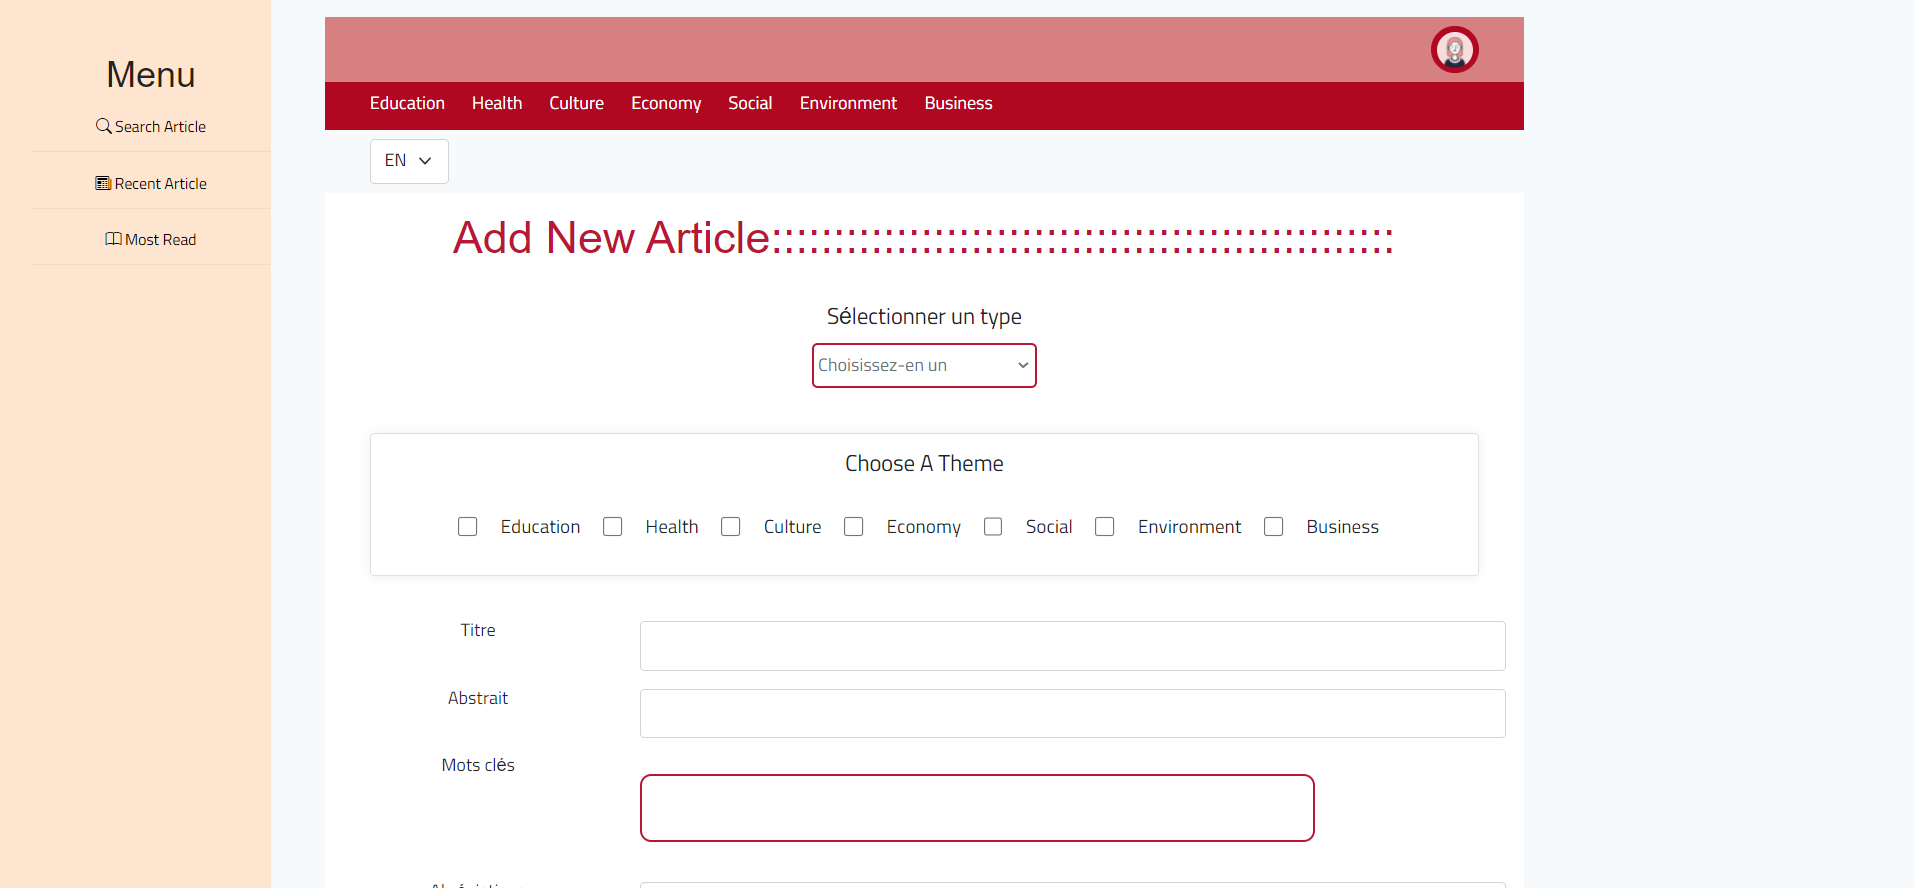 Menu
Search Article
Recent Article
Most Read
Education Health Culture Economy Social Environment Business
EN
Add New Article::::::::::::::::::::::::::::::::::::::::::::::::::
Sélectionner un type
Choisissez-en un
Choose A Theme
Education Health Culture Economy Social Environment Business
Titre
Abstrait
Mots clés